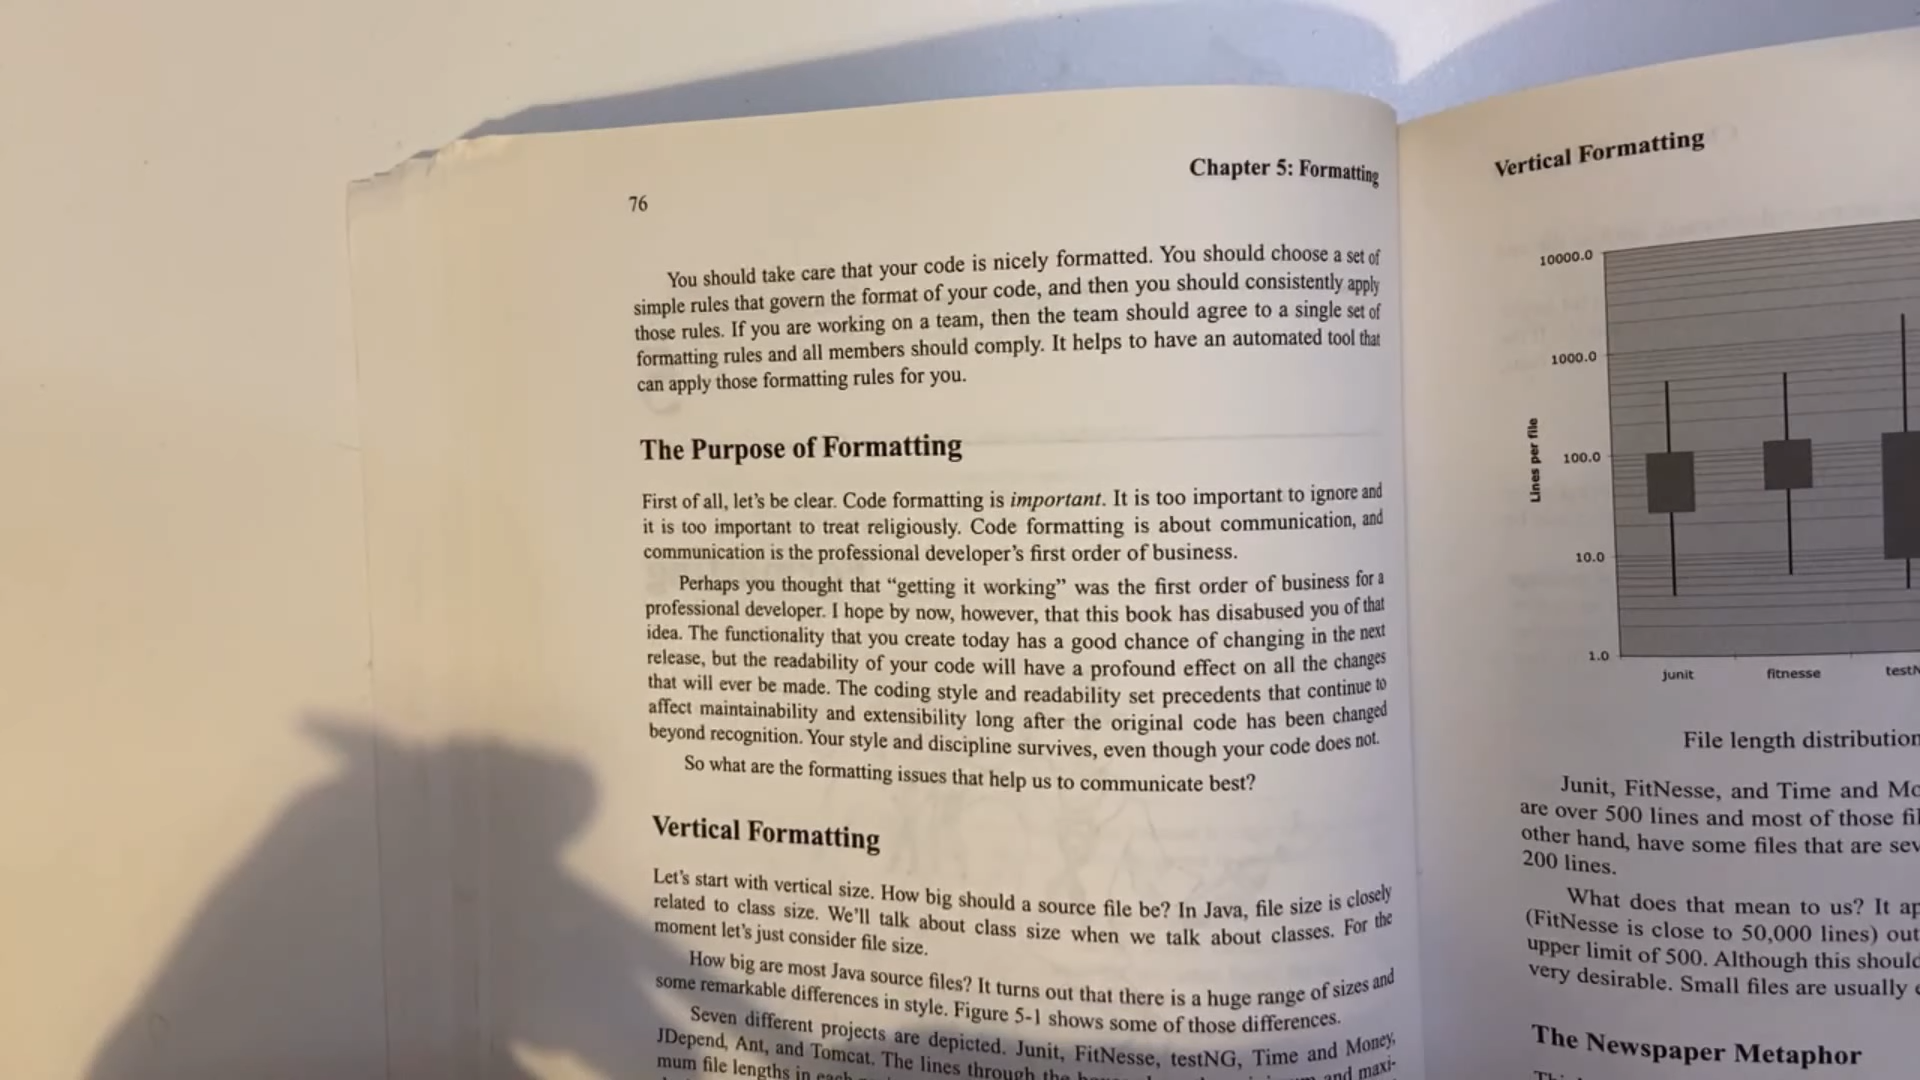 76
Chapter 5: Formatting
You should take care that your code is nicely formatted. You should choose a set of
simple rules that govern the format of your code, and then you should consistently apply
those rules. If you are working on a team, then the team should agree to a single set of
formatting rules and all members should comply. It helps to have an automated tool that
can apply those formatting rules for you.
The Purpose of Formatting
First of all, let's be clear. Code formatting is important. It is too important to ignore and
it is too important to treat religiously. Code formatting is about communication, and
communication is the professional developer's first order of business.
Perhaps you thought that “getting it working” was the first order of business for a
professional developer. I hope by now, however, that this book has disabused you of that
idea. The functionality that you create today has a good chance of changing in the next
release, but the readability of your code will have a profound effect on all the changes
that will ever be made. The coding style and readability set precedents that continue to
affect maintainability and extensibility long after the original code has been changed
beyond recognition. Your style and discipline survives, even though your code does not.
So what are the formatting issues that help us to communicate best?
Vertical Formatting
Let's start with vertical size. How big should a source file be? In Java, file size is closely
related to class size. We'll talk about class size when we talk about classes. For the
moment let's just consider file size.
How big are most Java source files? It turns out that there is a huge range of sizes and
some remarkable differences in style. Figure 5-1 shows some of those differences.
Seven different projects are depicted. Junit, FitNesse, testNG, Time and Money,
JDepend, Ant, and Tomcat. The lines through the
mum file lengths in each and maxi-
Vertical Formatting
10000.0
1000.0
100.0
10.0
1.0
Lines per file
junit
fitnesse
testN
File length distribution
Junit, FitNesse, and Time and Mo
are over 500 lines and most of those fil
other hand, have some files that are sev
200 lines.
What does that mean to us? It ap
(FitNesse is close to 50,000 lines) out
upper limit of 500. Although this should
very desirable. Small files are usually
The Newspaper Metaphor